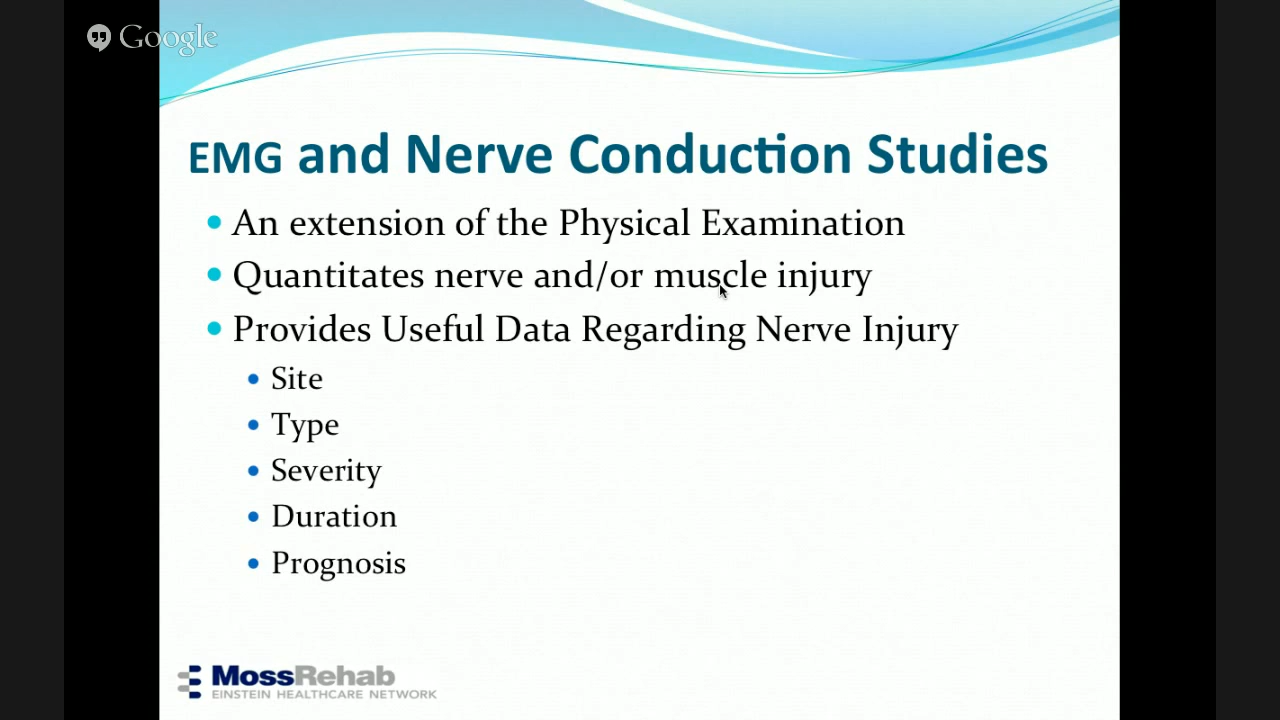 Google
EMG and Nerve Conduction Studies
An extension of the Physical Examination
Quantitates nerve and/or muscle injury
Provides Useful Data Regarding Nerve Injury
Site
Type
Severity
Duration
Prognosis
MossRehab
EINSTEIN HEALTHCARE NETWORK